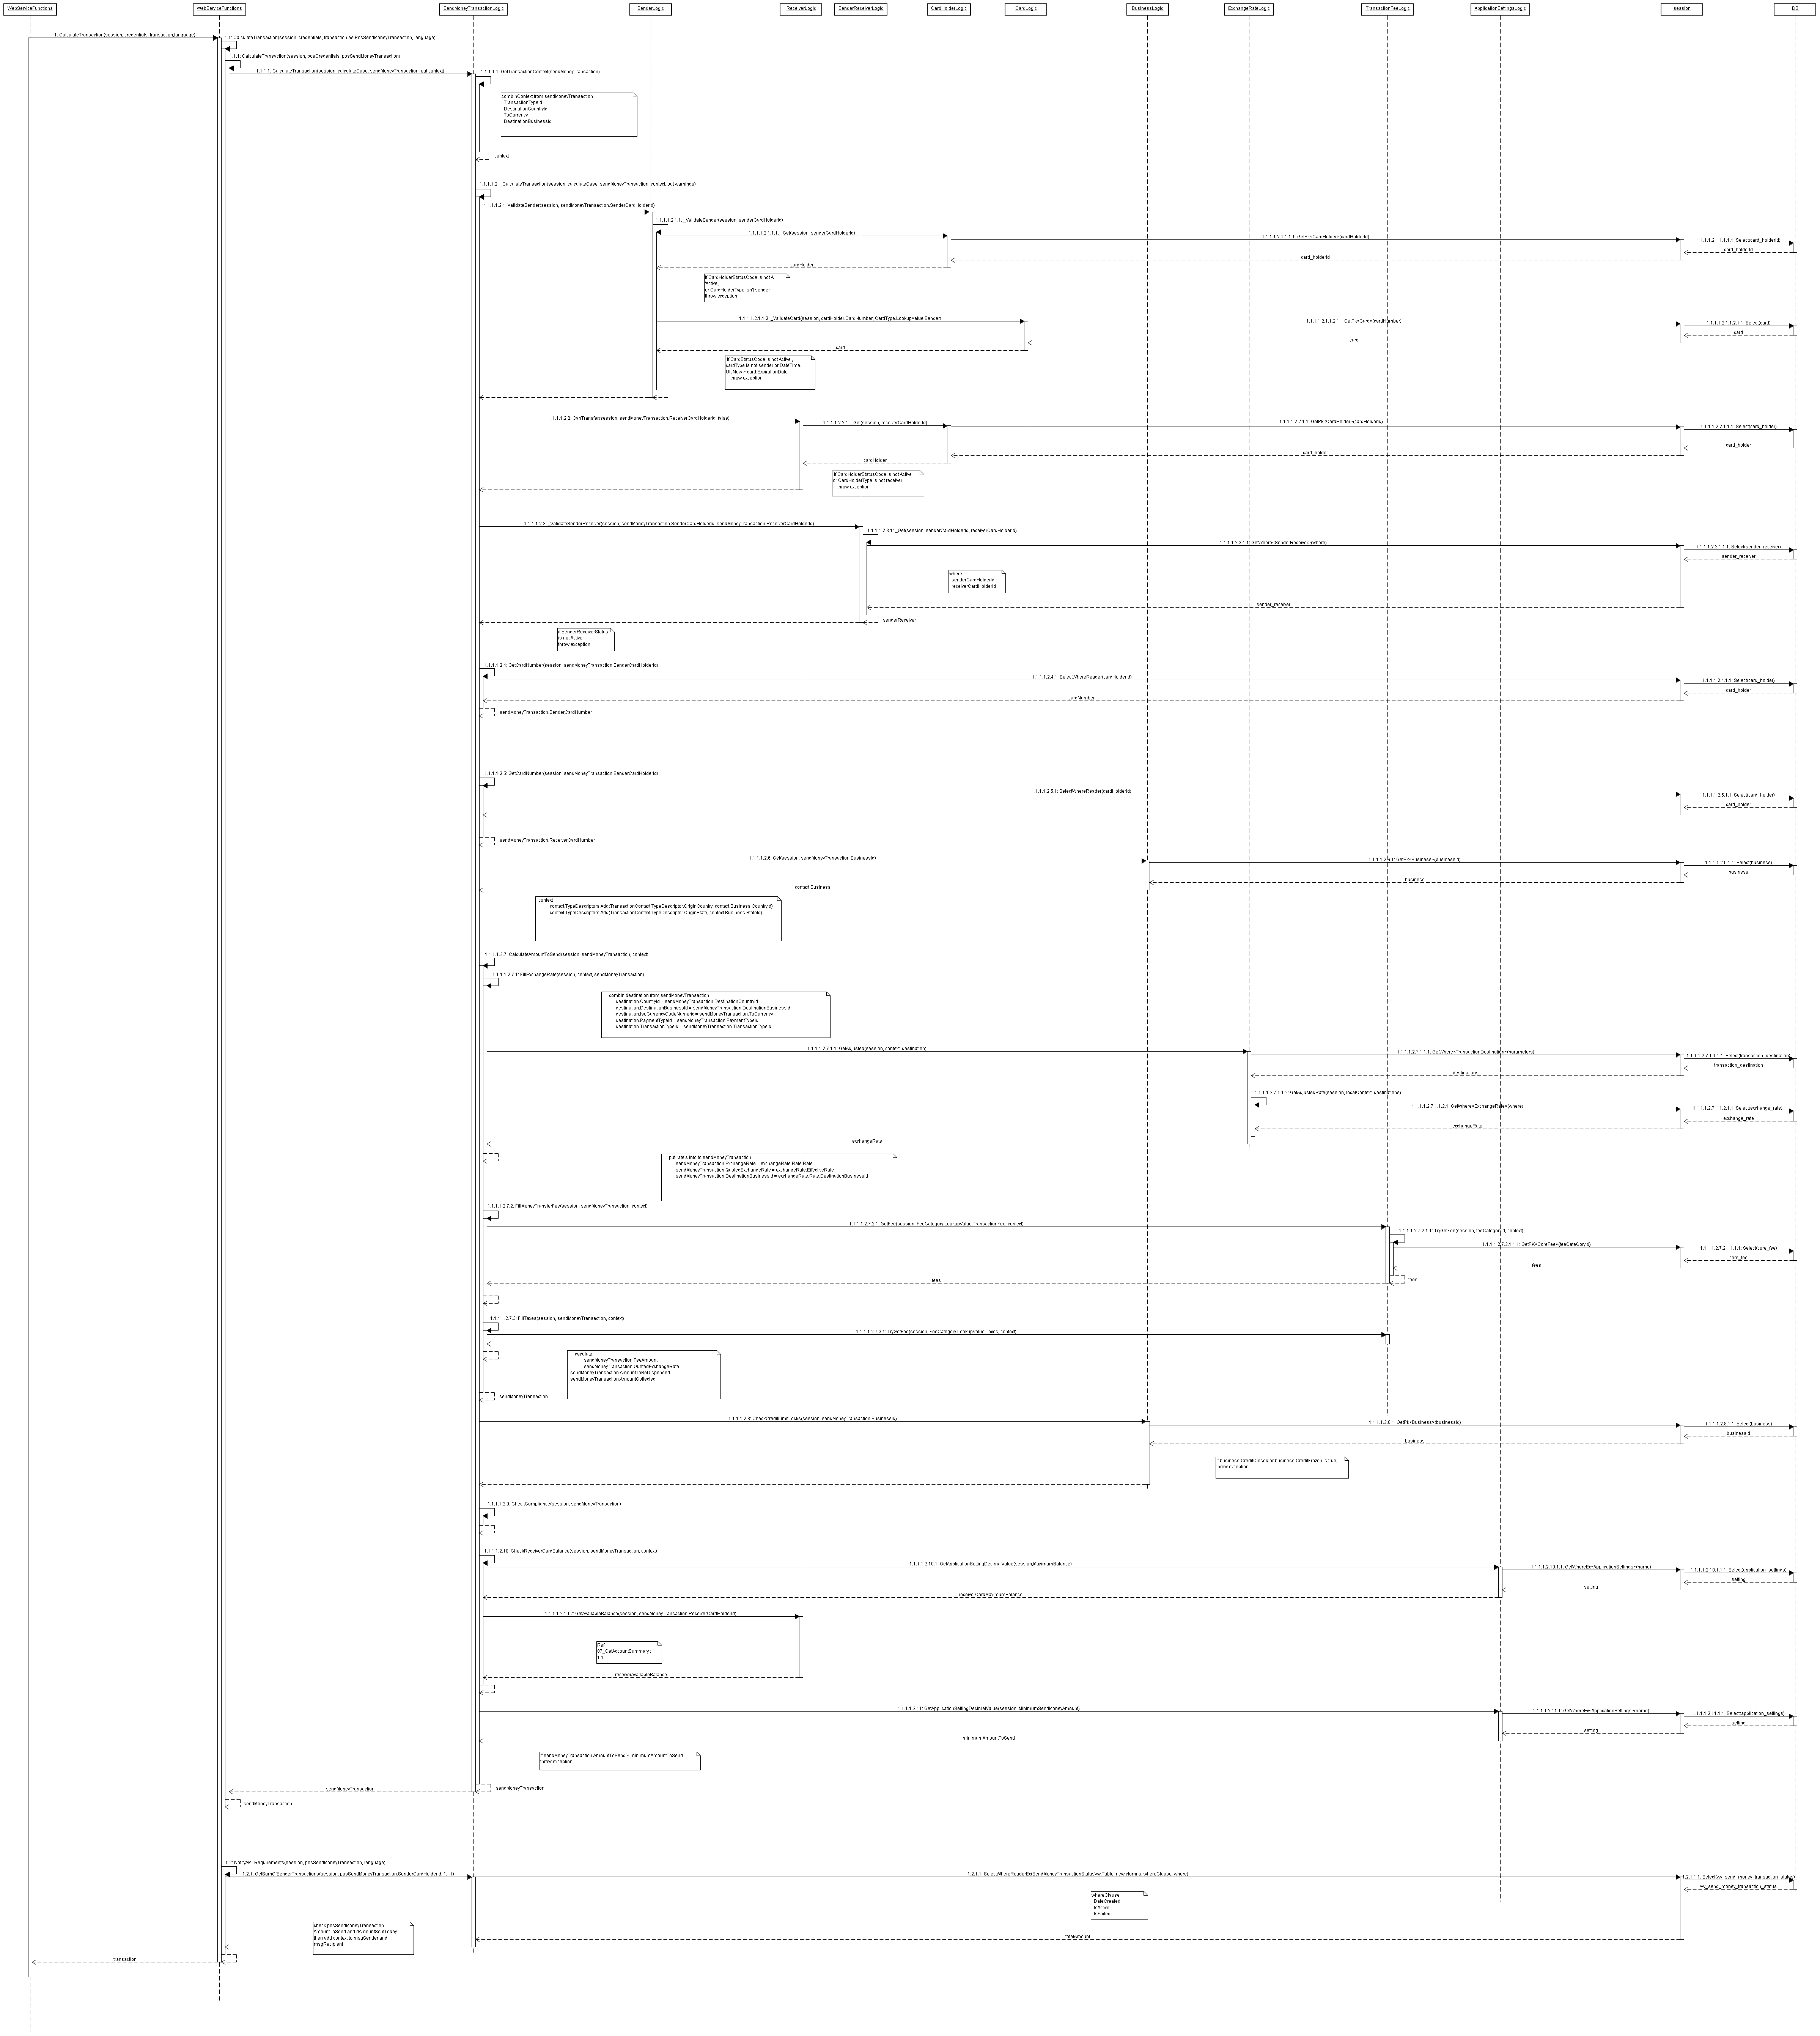 WebServiceFunctions
WebServiceFunctions
SendMoneyTransactionLogic
SenderLogic
ReceiverLogic
SenderReceiverLogic
CardHolderLogic
CardLogic
BusinessLogic
ExchangeRateLogic
TransactionFeeLogic
ApplicationSettingsLogic
session
DB
1: CalculateTransaction(session, credentials, transaction,language)
1.1: CalculateTransaction(session, credentials, transaction as PosSendMoneyTransaction, language)
1.1.1: CalculateTransaction(session, posCredentials, posSendMoneyTransaction)
1.1.1.1: CalculateTransaction(session, calculateCase, sendMoneyTransaction, out context)
1.1.1.1.1: GetTransactionContext(sendMoneyTransaction)
combinContext from sendMoneyTransaction
TransactionTypeId
DestinationCountryId
ToCurrency
DestinationBusinessId
context
1.1.1.1.2: _CalculateTransaction(session, calculateCase, sendMoneyTransaction, context, out warnings)
1.1.1.1.2.1: ValidateSender(session, sendMoneyTransaction.SenderCardHolderId)
1.1.1.1.2.1.1: _ValidateSender(session, senderCardHolderId)
1.1.1.1.2.1.1.1: _Get(session, senderCardHolderId)
1.1.1.1.2.1.1.1.1: GetPk<CardHolder>(cardHolderId)
1.1.1.1.2.1.1.1.1.1: Select(card_holderId)
card_holderId
card_holderId
cardHolder
if CardHolderStatusCode is not A
'Active',
or CardHolderType isn't sender
throw exception
1.1.1.1.2.1.1.2: _ValidateCard(session, cardHolder.CardNumber, CardType.LookupValue.Sender)
1.1.1.1.2.1.1.2.1: _GetPk<Card>(cardNumber)
1.1.1.1.2.1.1.2.1.1: Select(card)
card
card
card
if CardStatusCode is not Active ,
cardType is not sender or DateTime.
UtcNow > card.ExpirationDate
throw exception
1.1.1.1.2.2: CanTransfer(session, sendMoneyTransaction.ReceiverCardHolderId, false)
1.1.1.1.2.2.1: _Get(session, receiverCardHolderId)
1.1.1.1.2.2.1.1: GetPk<CardHolder>(cardHolderId)
1.1.1.1.2.2.1.1.1: Select(card_holder)
card_holder
card_holder
cardHolder
if CardHolderStatusCode is not Active
or CardHolderType is not receiver
throw exception
1.1.1.1.2.3: _ValidateSenderReceiver(session, sendMoneyTransaction.SenderCardHolderId, sendMoneyTransaction.ReceiverCardHolderId)
1.1.1.1.2.3.1: _Get(session, senderCardHolderId, receiverCardHolderId)
1.1.1.1.2.3.1.1: GetWhere<SenderReceiver>(where)
1.1.1.1.2.3.1.1.1: Select(sender_receiver)
sender_receiver
where
senderCardHolderId
receiverCardHolderId
sender_receiver
senderReceiver
if SenderReceiverStatus
is not Active,
throw exception
1.1.1.1.2.4: GetCardNumber(session, sendMoneyTransaction.SenderCardHolderId)
1.1.1.1.2.4.1: SelectWhereReader(cardHolderId)
1.1.1.1.2.4.1.1: Select(card_holder)
card_holder
cardNumber
sendMoneyTransaction.SenderCardNumber
1.1.1.1.2.5: GetCardNumber(session, sendMoneyTransaction.SenderCardHolderId)
1.1.1.1.2.5.1: SelectWhereReader(cardHolderId)
1.1.1.1.2.5.1.1: Select(card_holder)
card_holder
sendMoneyTransaction.ReceiverCardNumber
1.1.1.1.2.6: Get(session, sendMoneyTransaction.BusinessId)
1.1.1.1.2.6.1: GetPk<Business>(businessId)
1.1.1.1.2.6.1.1: Select(business)
business
business
context.Business
context
context.TypeDescriptors.Add(TransactionContext.TypeDescriptor.OriginCountry, context.Business.CountryId)
context.TypeDescriptors.Add(TransactionContext.TypeDescriptor.OriginState, context.Business.StateId)
1.1.1.1.2.7: CalculateAmountToSend(session, sendMoneyTransaction, context)
1.1.1.1.2.7.1: FillExchangeRate(session, context, sendMoneyTransaction)
combin destination from sendMoneyTransaction
destination.CountryId = sendMoneyTransaction.DestinationCountryId
destination.DestinationBusinessId = sendMoneyTransaction.DestinationBusinessId
destination.IsoCurrencyCodeNumeric = sendMoneyTransaction.ToCurrency
destination.PaymentTypeId = sendMoneyTransaction.PaymentTypeId
destination.TransactionTypeId = sendMoneyTransaction.TransactionTypeId
1.1.1.1.2.7.1.1: GetAdjusted(session, context, destination)
1.1.1.1.2.7.1.1.1: GetWhere<TransactionDestination>(parameters)
1.1.1.1.2.7.1.1.1.1: Select(transaction_destination)
transaction_destination
destinations
1.1.1.1.2.7.1.1.2: GetAdjustedRate(session, localContext, destinations)
1.1.1.1.2.7.1.1.2.1: GetWhere<ExchangeRate>(where)
1.1.1.1.2.7.1.1.2.1.1: Select(exchange_rate)
exchange_rate
exchangeRate
exchangeRate
put rate's info to sendMoneyTransaction
sendMoneyTransaction.ExchangeRate = exchangeRate.Rate.Rate
sendMoneyTransaction.QuotedExchangeRate = exchangeRate.EffectiveRate
sendMoneyTransaction.DestinationBusinessId = exchangeRate.Rate.DestinationBusinessId
1.1.1.1.2.7.2: FillMoneyTransferFee(session, sendMoneyTransaction, context)
1.1.1.1.2.7.2.1: GetFee(session, FeeCategory.LookupValue.TransactionFee, context)
1.1.1.1.2.7.2.1.1: TryGetFee(session, feeCategoryId, context)
1.1.1.1.2.7.2.1.1.1: GetPK<CoreFee>(feeCateGoryId)
1.1.1.1.2.7.2.1.1.1.1: Select(core_fee)
core_fee
fees
fees
fees
1.1.1.1.2.7.3: FillTaxes(session, sendMoneyTransaction, context)
1.1.1.1.2.7.3.1: TryGetFee(session, FeeCategory.LookupValue.Taxes, context)
caculate
sendMoneyTransaction.FeeAmount
sendMoneyTransaction.QuotedExchangeRate
sendMoneyTransaction.AmountToBeDispensed
sendMoneyTransaction.AmountCollected
sendMoneyTransaction
1.1.1.1.2.8: CheckCreditLimitLocks(session, sendMoneyTransaction.BusinessId)
1.1.1.1.2.8.1: GetPk<Business>(businessId)
1.1.1.1.2.8.1.1: Select(business)
businessId
business
if business.CreditClosed or business.CreditFrozen is true,
throw exception
1.1.1.1.2.9: CheckCompliance(session, sendMoneyTransaction)
1.1.1.1.2.10: CheckReceiverCardBalance(session, sendMoneyTransaction, context)
1.1.1.1.2.10.1: GetApplicationSettingDecimalValue(session,MaximumBalance)
1.1.1.1.2.10.1.1: GetWhereEx<ApplicationSettings>(name)
1.1.1.1.2.10.1.1.1: Select(application_settings)
setting
setting
receiverCardMaximumBalance
1.1.1.1.2.10.2: GetAvailableBalance(session, sendMoneyTransaction.ReceiverCardHolderId)
Ref
07_GetAccountSummary :
1.1
receiverAvailableBalance
1.1.1.1.2.11: GetApplicationSettingDecimalValue(session, MinimumSendMoneyAmount)
1.1.1.1.2.11.1: GetWhereEx<ApplicationSettings>(name)
1.1.1.1.2.11.1.1: Select(application_settings)
setting
setting
minimumAmountToSend
if sendMoneyTransaction.AmountToSend < minimumAmountToSend
throw exception
sendMoneyTransaction
sendMoneyTransaction
sendMoneyTransaction
1.2: NotifyAMLRequirements(session, posSendMoneyTransaction, language)
1.2.1: GetSumOfSenderTransactions(session, posSendMoneyTransaction.SenderCardHolderId, 1, -1)
1.2.1.1: SelectWhereReaderEx(SendMoneyTransactionStatusVw.Table, new clomns, whereClause, where)
1.2.1.1.1: Select(vw_send_money_transaction_status)
vw_send_money_transaction_status
whereClause
DateCreated
IsActive
IsFailed
check posSendMoneyTransaction.
AmountToSend and dAmountSentToday
then add context to msgSender and
msgRecipient
totalAmount
transaction